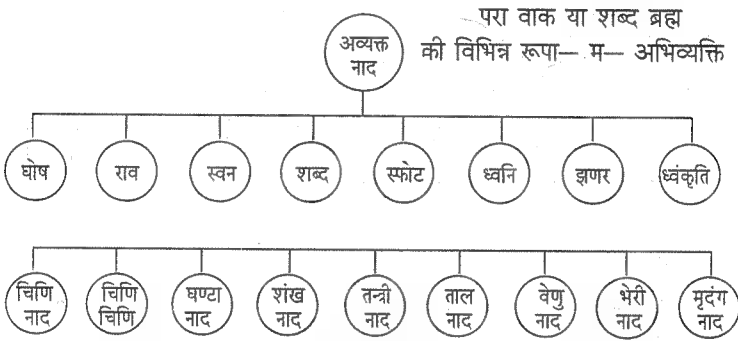 परा वाक या शब्द ब्रह्म
की विभिन्न रूपा— म— अभिव्यक्ति
अव्यक्त
नाद
घोष राव स्वन शब्द स्फोट ध्वनि झणर ध्वंकृति
चिणि चिणि घण्टा शंख तन्त्री ताल वेणु भेरी मृदंग
नाद चिणि नाद नाद नाद नाद नाद नाद नाद